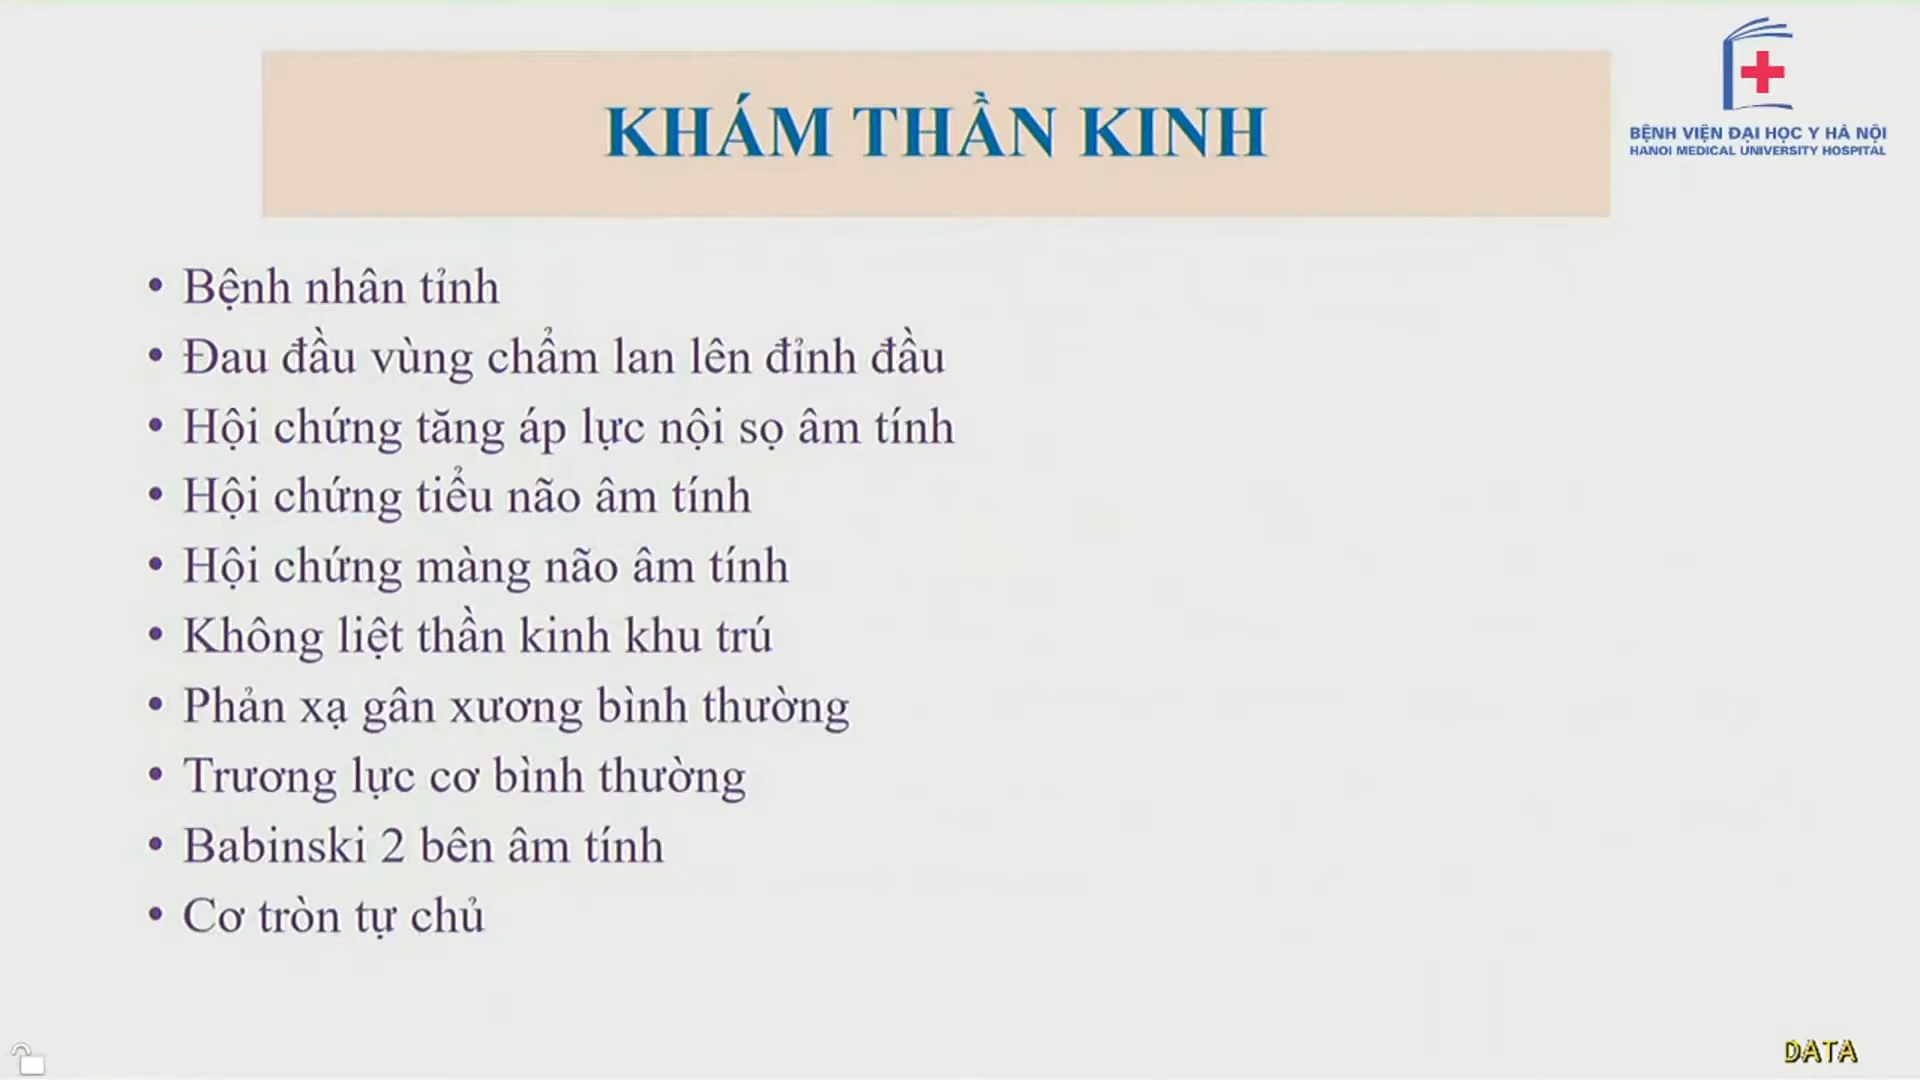 KHÁM THẦN KINH
BỆNH VIỆN ĐẠI HỌC Y HÀ NỘI
HANOI MEDICAL UNIVERSITY HOSPITAL
• Bệnh nhân tỉnh
• Đau đầu vùng chẩm lan lên đỉnh đầu
• Hội chứng tăng áp lực nội sọ âm tính
• Hội chứng tiểu não âm tính
• Hội chứng màng não âm tính
• Không liệt thần kinh khu trú
• Phản xạ gân xương bình thường
• Trương lực cơ bình thường
• Babinski 2 bên âm tính
• Cơ tròn tự chủ
DATA